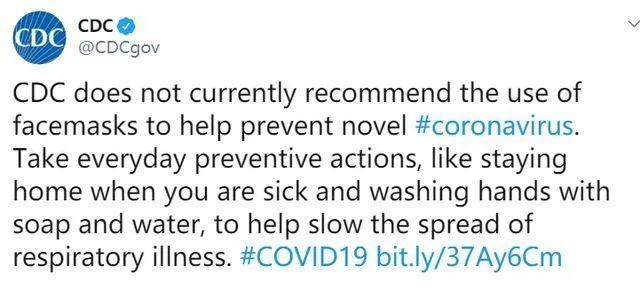 CDC
CDC
@CDCgov
CDC does not currently recommend the use of
facemasks to help prevent novel #coronavirus.
Take everyday preventive actions, like staying
home when you are sick and washing hands with
soap and water, to help slow the spread of
respiratory illness. #COVID19 bit.ly/37Ay6Cm